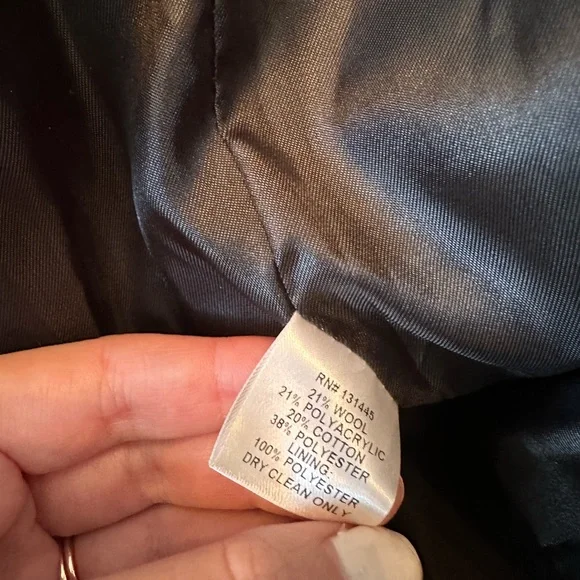 RN# 131445
21% WOOL
21% POLYACRYLIC
20% COTTON
38% POLYESTER
LINING:
100% POLYESTER
DRY CLEAN ONLY